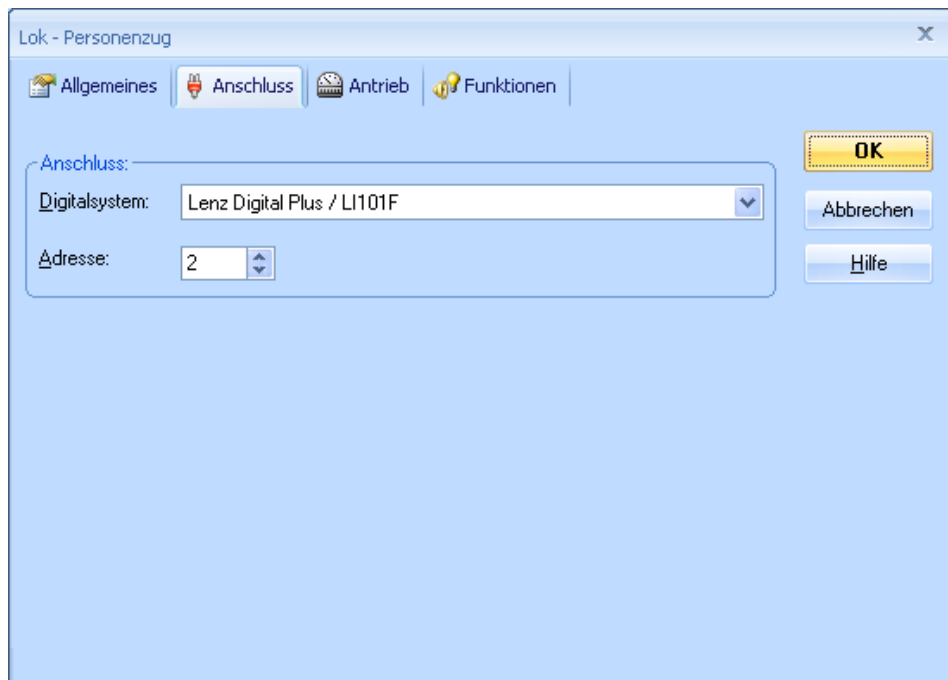 Lok - Personenzug
Allgemeines Anschluss Antrieb Funktionen
Anschluss:
Digitalsystem: Lenz Digital Plus / LI101F
Adresse: 2
OK
Abbrechen
Hilfe